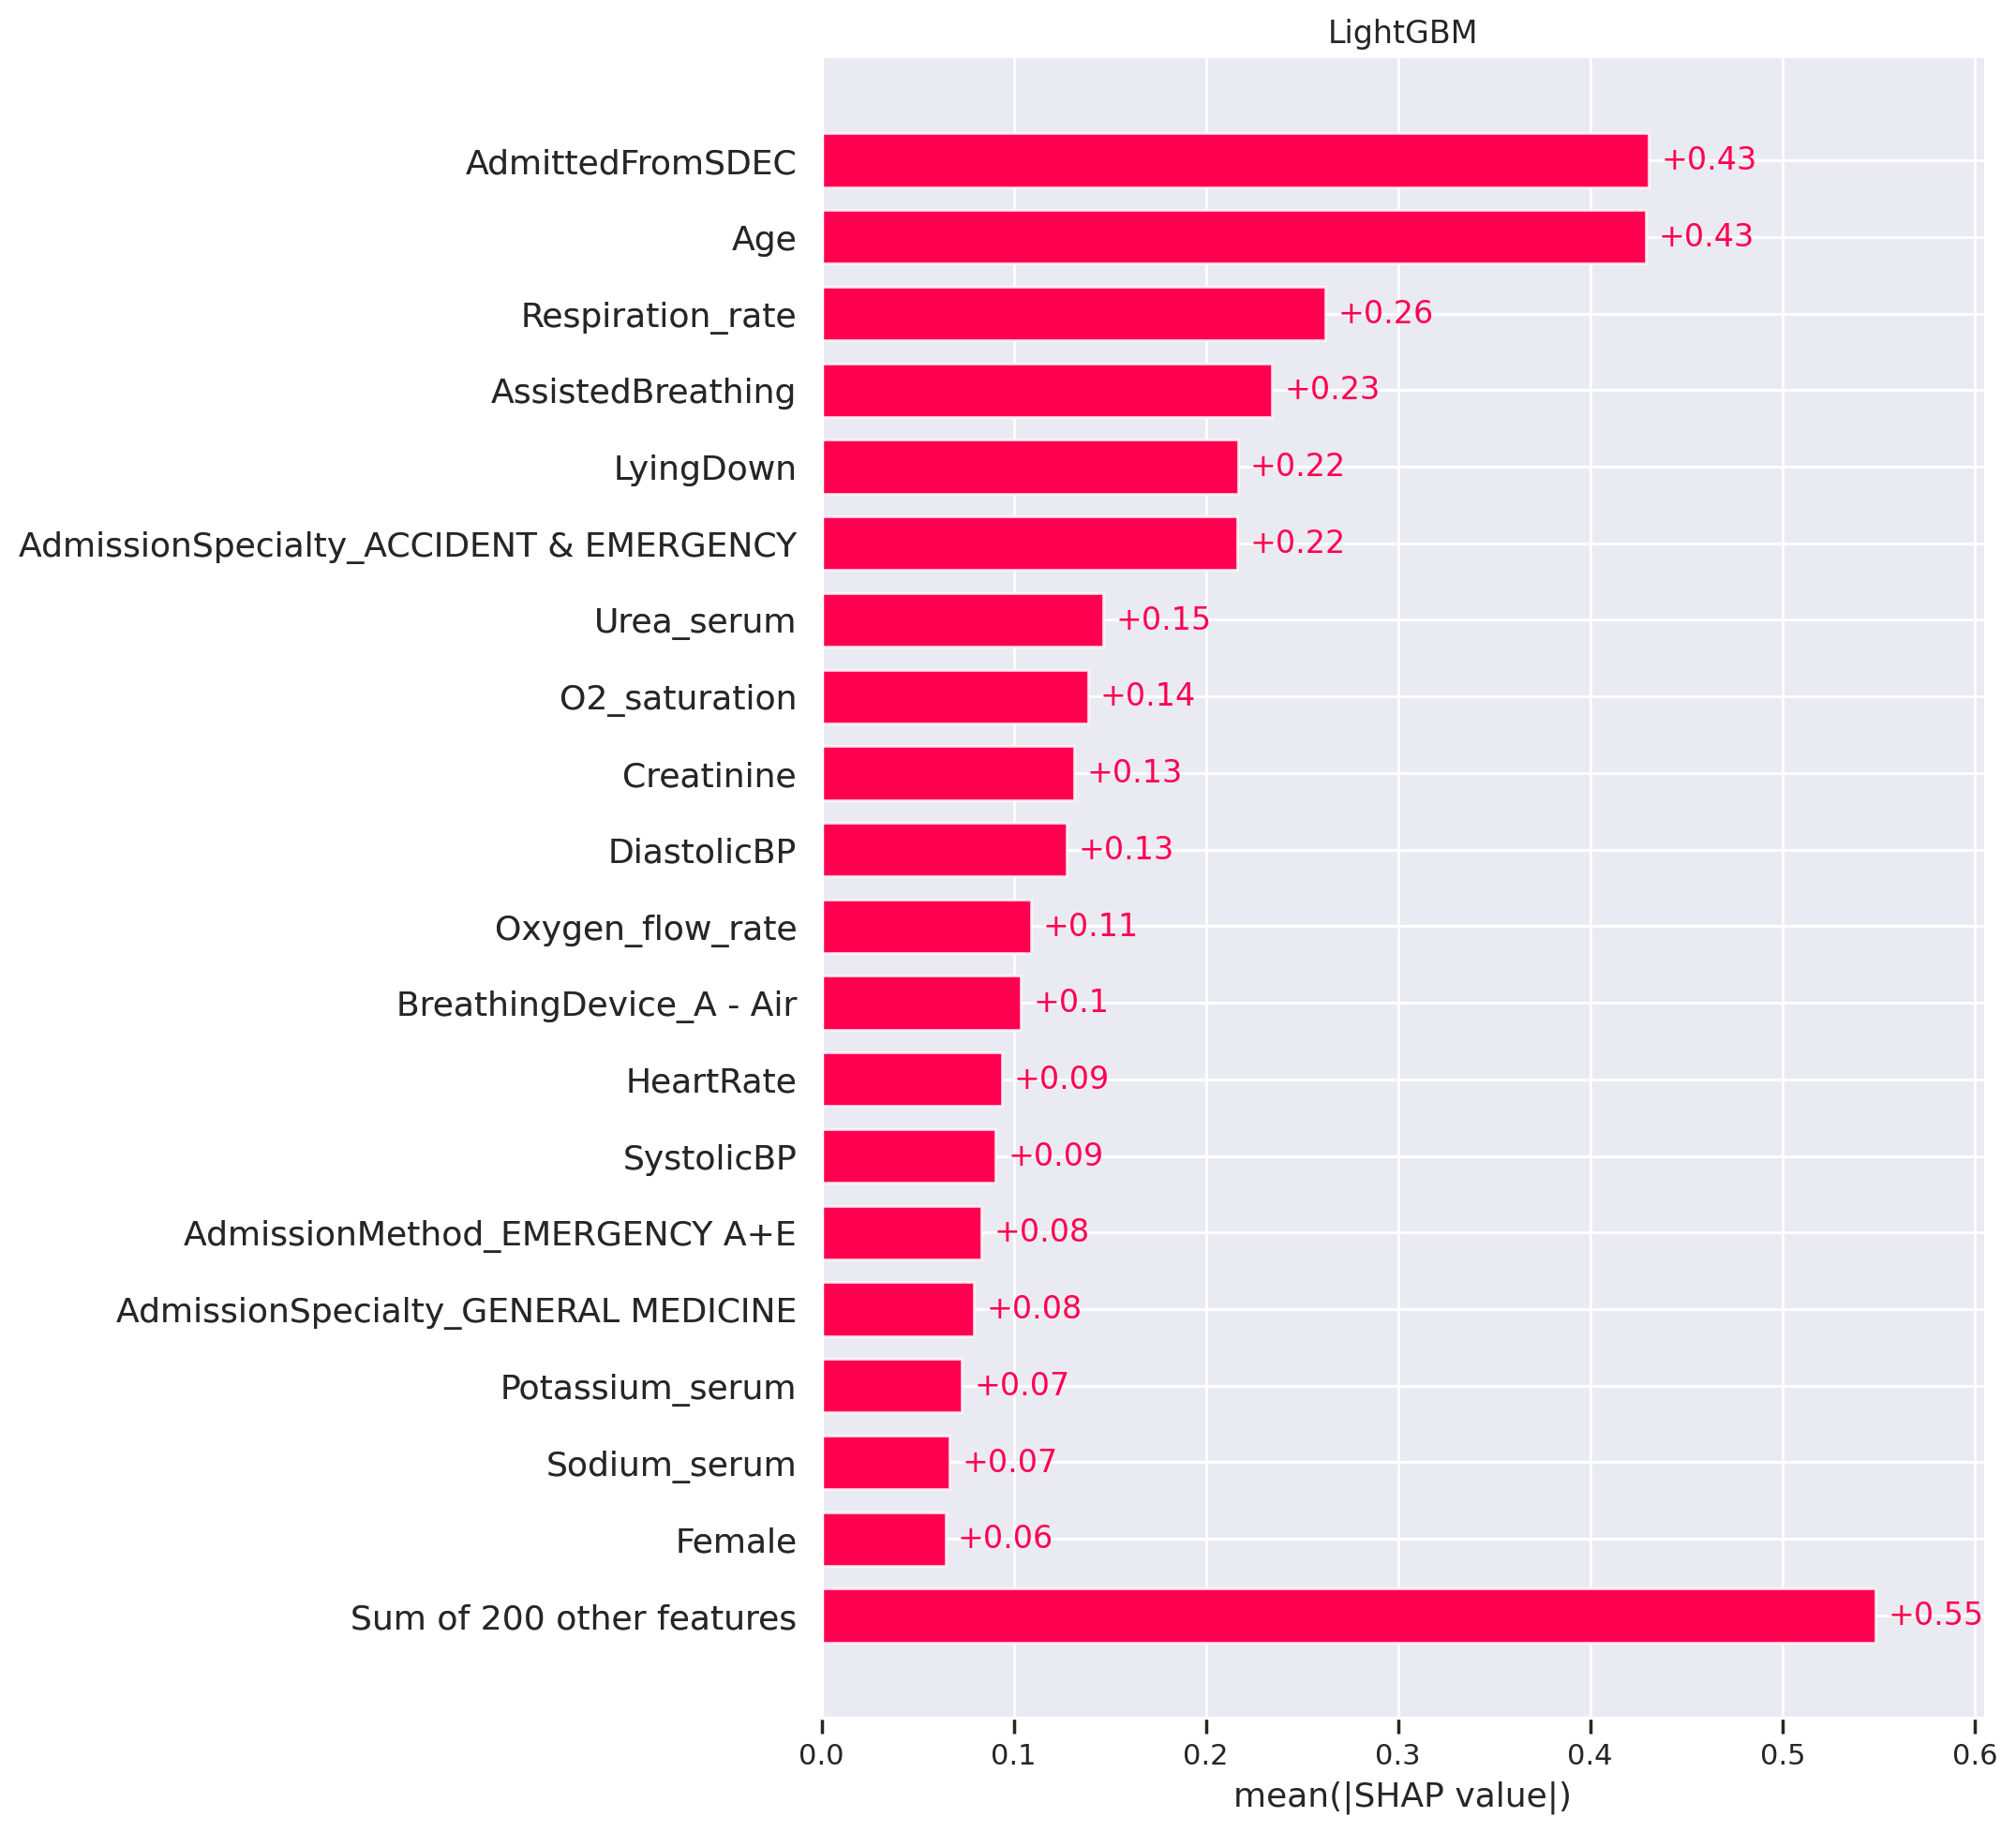 LightGBM
AdmittedFromSDEC +0.43
Age +0.43
Respiration_rate +0.26
AssistedBreathing +0.23
LyingDown +0.22
AdmissionSpecialty_ACCIDENT & EMERGENCY +0.22
Urea_serum +0.15
O2_saturation +0.14
Creatinine +0.13
DiastolicBP +0.13
Oxygen_flow_rate +0.11
BreathingDevice_A - Air +0.1
HeartRate +0.09
SystolicBP +0.09
AdmissionMethod_EMERGENCY A+E +0.08
AdmissionSpecialty_GENERAL MEDICINE +0.08
Potassium_serum +0.07
Sodium_serum +0.07
Female +0.06
Sum of 200 other features +0.55
0.0 0.1 0.2 0.3 0.4 0.5 0.6
mean(|SHAP value|)